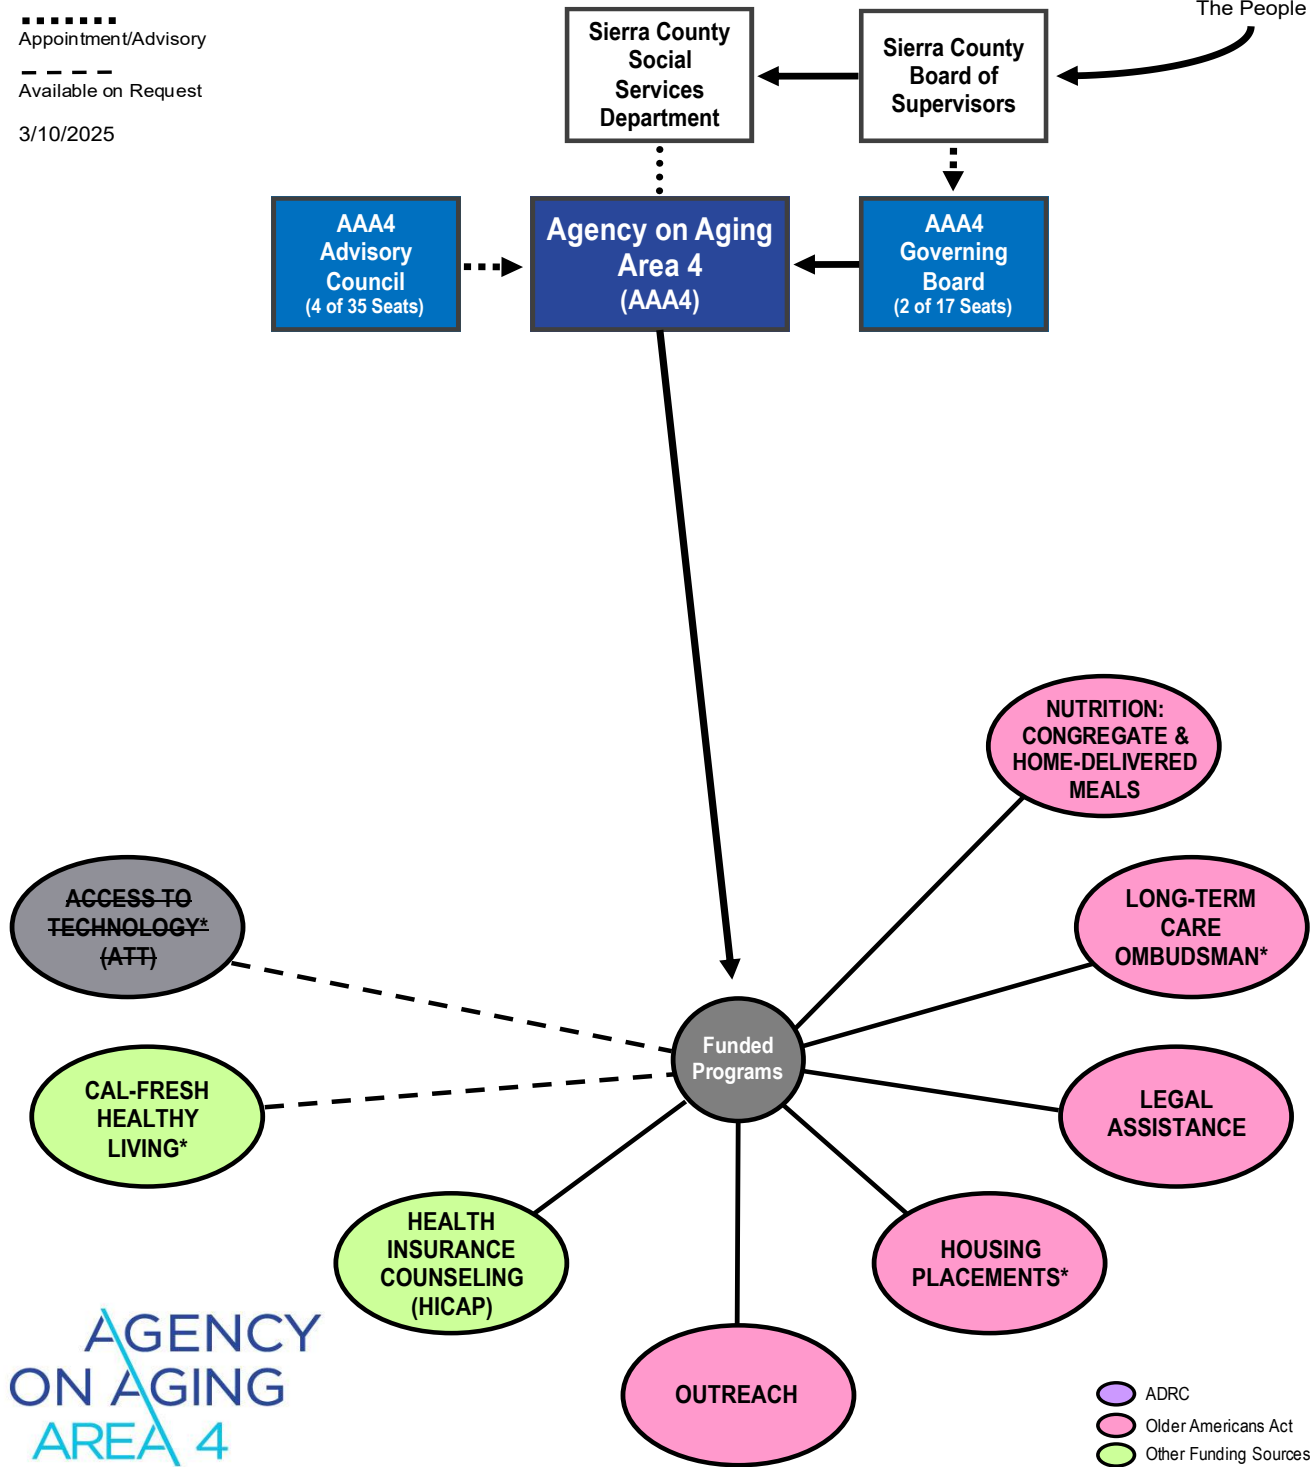 Appointment/Advisory
Available on Request
3/10/2025
The People
Sierra County
Social
Services
Department
Sierra County
Board of
Supervisors
AAA4
Advisory
Council
(4 of 35 Seats)
Agency on Aging
Area 4
(AAA4)
AAA4
Governing
Board
(2 of 17 Seats)
NUTRITION:
CONGREGATE &
HOME-DELIVERED
MEALS
ACCESS TO
TECHNOLOGY*
(ATT)
LONG-TERM
CARE
OMBUDSMAN*
Funded
Programs
CAL-FRESH
HEALTHY
LIVING*
LEGAL
ASSISTANCE
HEALTH
INSURANCE
COUNSELING
(HICAP)
HOUSING
PLACEMENTS*
OUTREACH
AGENCY
ON AGING
AREA 4
ADRC
Older Americans Act
Other Funding Sources